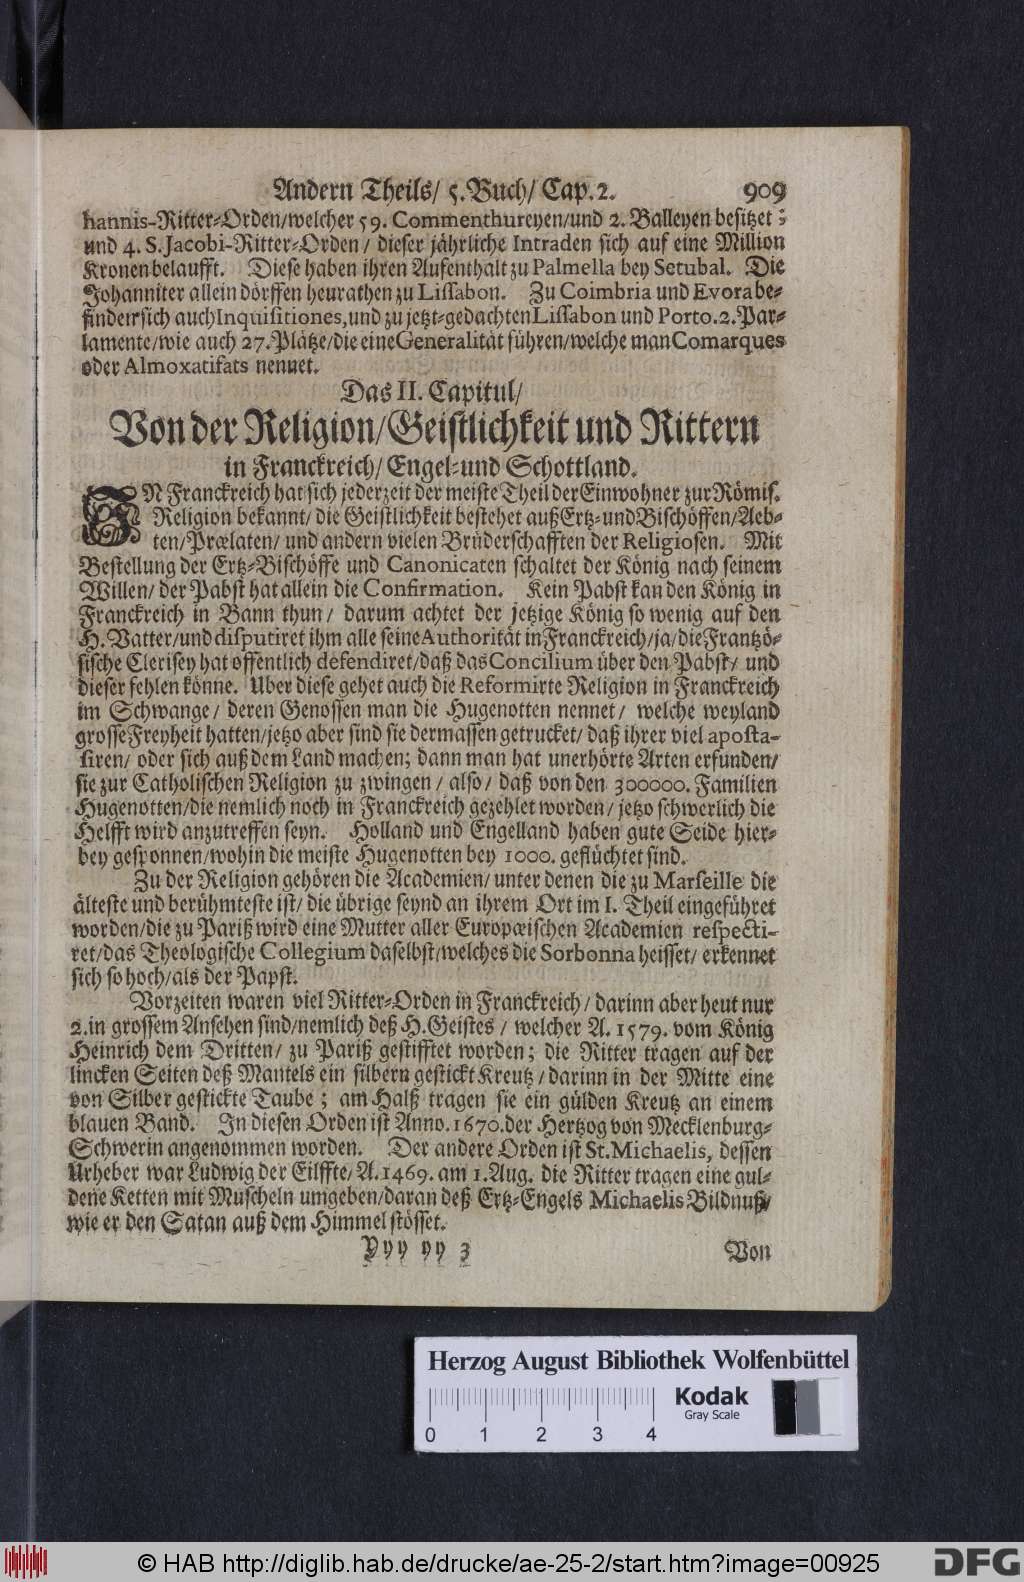 Andern Theils/ 5. Buch/ Cap. 2. 909
hannis-Ritter-Orden/welcher 59. Commenthureyen/und 2. Balleyen besitzet;
und 4. S. Jacobi-Ritter-Orden/ dieser jährliche Intraden sich auf eine Million
Kronen belaufft. Diese haben ihren Aufenthalt zu Palmella bey Setubal. Die
Johanniter allein dörffen heurathen zu Lissabon. Zu Coimbria und Evora be-
finden sich auch Inquisitiones, und zu jetzt-gedachten Lissabon und Porto. 2. Par-
lamente/wie auch 27. Plätze/die eine Generalität führen/welche man Comarques
oder Almoxatifats nennet.
Das II. Capitul/
Von der Religion/Geistlichkeit und Rittern
in Franckreich/ Engel-und Schottland.
IN Franckreich hat sich jederzeit der meiste Theil der Einwohner zur Römis.
Religion bekannt/ die Geistlichkeit bestehet auß Ertz-und Bischöffen/Aeb-
ten/Prælaten/ und andern vielen Brüderschafften der Religiosen. Mit
Bestellung der Ertz-Bischöffe und Canonicaten schaltet der König nach seinem
Willen/ der Pabst hat allein die Confirmation. Kein Pabst kan den König in
Franckreich in Bann thun/ darum achtet der jetzige König so wenig auf den
H. Vatter/und disputiret ihm alle seine Authorität in Franckreich/ja/die Frantzö-
sische Clerisey hat offentlich defendiret/daß das Concilium über den Pabst/ und
dieser fehlen könne. Uber diese gehet auch die Reformirte Religion in Franckreich
im Schwange/ deren Genossen man die Hugenotten nennet/ welche weyland
grosse Freyheit hatten/jetzo aber sind sie dermassen getrucket/ daß ihrer viel aposta-
siren/ oder sich auß dem Land machen; dann man hat unerhörte Arten erfunden/
sie zur Catholischen Religion zu zwingen/ also/ daß von den 300000. Familien
Hugenotten/die nemlich noch in Franckreich gezehlet worden/ jetzo schwerlich die
Helfft wird anzutreffen seyn. Holland und Engelland haben gute Seide hier-
bey gesponnen/wohin die meiste Hugenotten bey 1000. geflüchtet sind.
Zu der Religion gehören die Academien/ unter denen die zu Marseille die
älteste und berühmteste ist/ die übrige seynd an ihrem Ort im I. Theil eingeführet
worden/die zu Pariß wird eine Mutter aller Europæischen Academien respecti-
ret/das Theologische Collegium daselbst/welches die Sorbonna heisset/ erkennet
sich so hoch/als der Papst.
Vorzeiten waren viel Ritter-Orden in Franckreich/ darinn aber heut nur
2. in grossem Ansehen sind/nemlich deß H. Geistes/ welcher A. 1579. vom König
Heinrich dem Dritten/ zu Pariß gestifftet worden; die Ritter tragen auf der
lincken Seiten deß Mantels ein silbern gestickt Kreutz/ darinn in der Mitte eine
von Silber gestickte Taube; am Halß tragen sie ein gülden Kreutz an einem
blauen Band. In diesen Orden ist Anno. 1670. der Hertzog von Mecklenburg-
Schwerin angenommen worden. Der andere Orden ist St. Michaelis, dessen
Urheber war Ludwig der Eilffte/ A. 1469. am 1. Aug. die Ritter tragen eine gul-
dene Ketten mit Muscheln umgeben/daran deß Ertz-Engels Michaelis Bildnuß/
wie er den Satan auß dem Himmel stösset.
Yyy yy 3 Von
Herzog August Bibliothek Wolfenbüttel
Kodak
Gray Scale
0 1 2 3 4
© HAB http://diglib.hab.de/drucke/ae-25-2/start.htm?image=00925
DFG